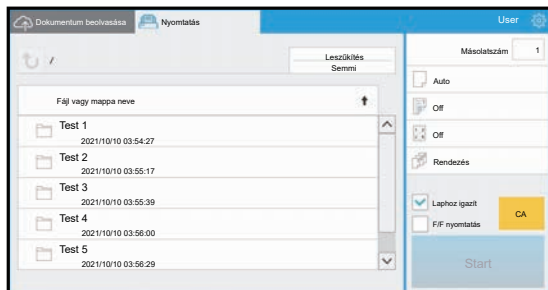 Dokumentum beolvasása
Nyomtatás
User
/
Leszűkítés
Semmi
Másolatszám 1
Fájl vagy mappa neve
Auto
Test 1
2021/10/10 03:54:27
Off
Test 2
2021/10/10 03:55:17
Off
Test 3
2021/10/10 03:55:39
Rendezés
Test 4
2021/10/10 03:56:00
Laphoz igazít
CA
F/F nyomtatás
Test 5
2021/10/10 03:56:29
Start